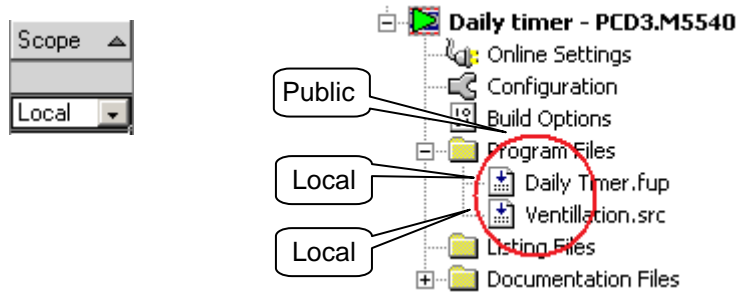 Scope
Local
Daily timer - PCD3.M5540
Online Settings
Configuration
Public
Build Options
Program Files
Local
Daily Timer.fup
Ventillation.src
Local
Listing Files
Documentation Files